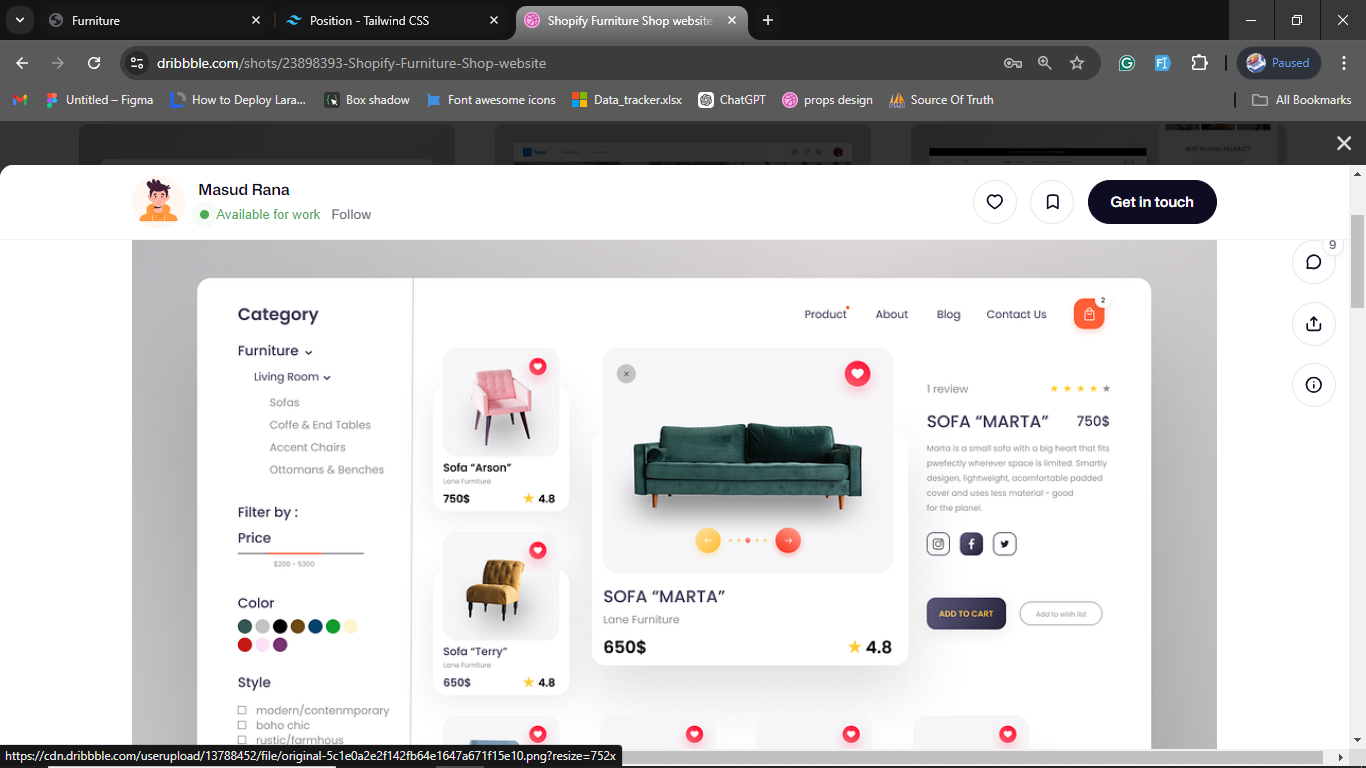 Furniture
Position - Tailwind CSS
Shopify Furniture Shop website
dribbble.com/shots/23898393-Shopify-Furniture-Shop-website
Paused
Untitled – Figma
How to Deploy Lara...
Box shadow
Font awesome icons
Data_tracker.xlsx
ChatGPT
props design
Source Of Truth
All Bookmarks
BEST SELLING PRODUCT
Masud Rana
Available for work Follow
Get in touch
9
Category
Product
About
Blog
Contact Us
2
Furniture
Living Room
Sofas
Coffe & End Tables
Accent Chairs
Ottomans & Benches
Filter by :
Price
$200 - $300
Color
Style
modern/contenmporary
boho chic
rustic/farmhous
Sofa “Arson”
Lane Furniture
750$ 4.8
Sofa “Terry”
Lane Furniture
650$ 4.8
SOFA “MARTA”
Lane Furniture
650$ 4.8
1 review
SOFA “MARTA” 750$
Marta is a small sofa with a big heart that fits
pwefectly wherever space is limited. Smartly
desigen, lightweight, acomfortable padded
cover and uses less material - good
for the planel.
ADD TO CART
Add to wish list
https://cdn.dribbble.com/userupload/13788452/file/original-5c1e0a2e2f142fb64e1647a671f15e10.png?resize=752x